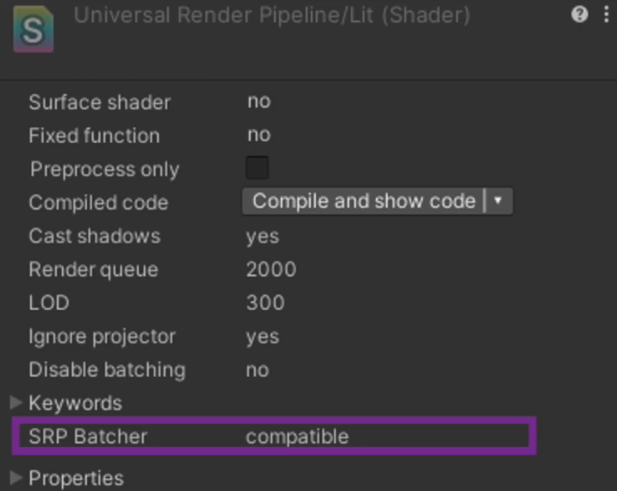 S Universal Render Pipeline/Lit (Shader) ?
Surface shader no
Fixed function no
Preprocess only
Compiled code Compile and show code
Cast shadows yes
Render queue 2000
LOD 300
Ignore projector yes
Disable batching no
Keywords
SRP Batcher compatible
Properties